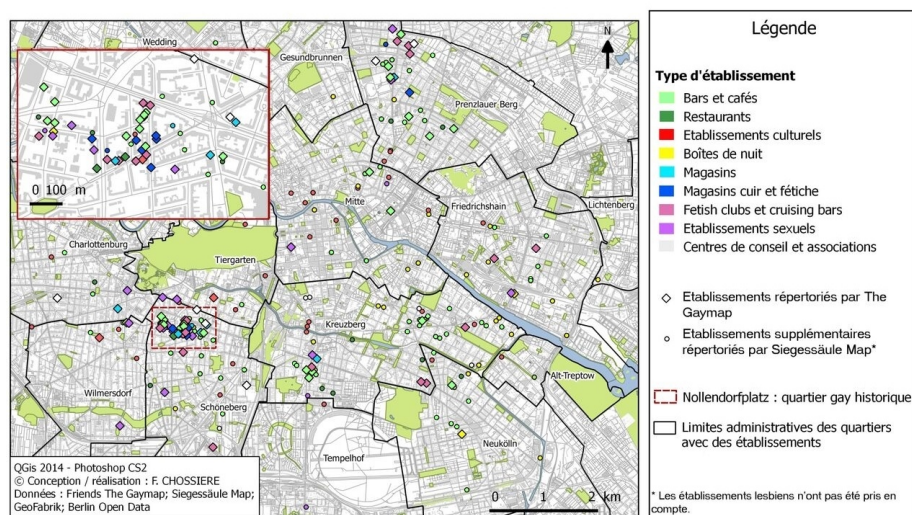 Wedding
Gesundbrunnen
N
Prenzlauer Berg
0 100 m
Mitte
Friedrichshain
Lichtenberg
Charlottenburg
Tiergarten
Kreuzberg
Alt-Treptow
Wilmersdorf
Schöneberg
Neukölln
Tempelhof
QGis 2014 - Photoshop CS2
© Conception / réalisation : F. CHOSSIERE
Données : Friends The Gaymap; Siegessäule Map;
GeoFabrik; Berlin Open Data
0 1 2 km
Légende
Type d'établissement
Bars et cafés
Restaurants
Etablissements culturels
Boîtes de nuit
Magasins
Magasins cuir et fétiche
Fetish clubs et cruising bars
Etablissements sexuels
Centres de conseil et associations
Etablissements répertoriés par The
Gaymap
Etablissements supplémentaires
répertoriés par Siegessäule Map*
Nollendorfplatz : quartier gay historique
Limites administratives des quartiers
avec des établissements
* Les établissements lesbiens n'ont pas été pris en
compte.